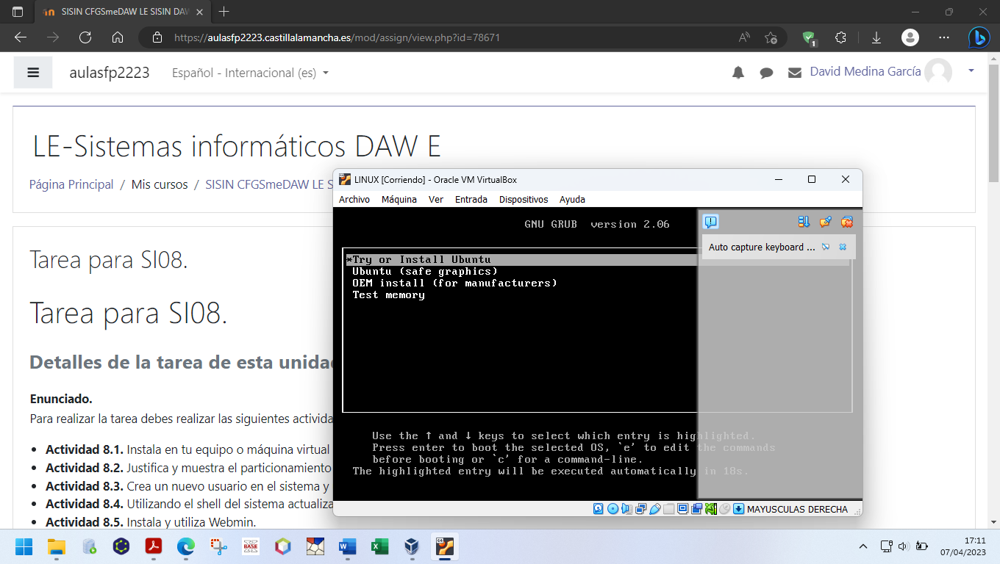 SISIN CFGSmeDAW LE SISIN DAW
https://aulasfp2223.castillalamancha.es/mod/assign/view.php?id=78671
1
aulasfp2223
Español - Internacional (es)
David Medina García
LE-Sistemas informáticos DAW E
Página Principal / Mis cursos / SISIN CFGSmeDAW LE S
Tarea para SI08.
Tarea para SI08.
Detalles de la tarea de esta unidad
Enunciado.
Para realizar la tarea debes realizar las siguientes activida
• Actividad 8.1. Instala en tu equipo o máquina virtual
• Actividad 8.2. Justifica y muestra el particionamiento
• Actividad 8.3. Crea un nuevo usuario en el sistema y
• Actividad 8.4. Utilizando el shell del sistema actualiza
• Actividad 8.5. Instala y utiliza Webmin.
LINUX [Corriendo] - Oracle VM VirtualBox
Archivo Máquina Ver Entrada Dispositivos Ayuda
GNU GRUB version 2.06
Auto capture keyboard ...
*Try or Install Ubuntu
Ubuntu (safe graphics)
OEM install (for manufacturers)
Test memory
Use the ↑ and ↓ keys to select which entry is highlighted.
Press enter to boot the selected OS, `e' to edit the commands
before booting or `c' for a command-line.
The highlighted entry will be executed automatically in 18s.
MAYUSCULAS DERECHA
BASE
64
17:11
07/04/2023